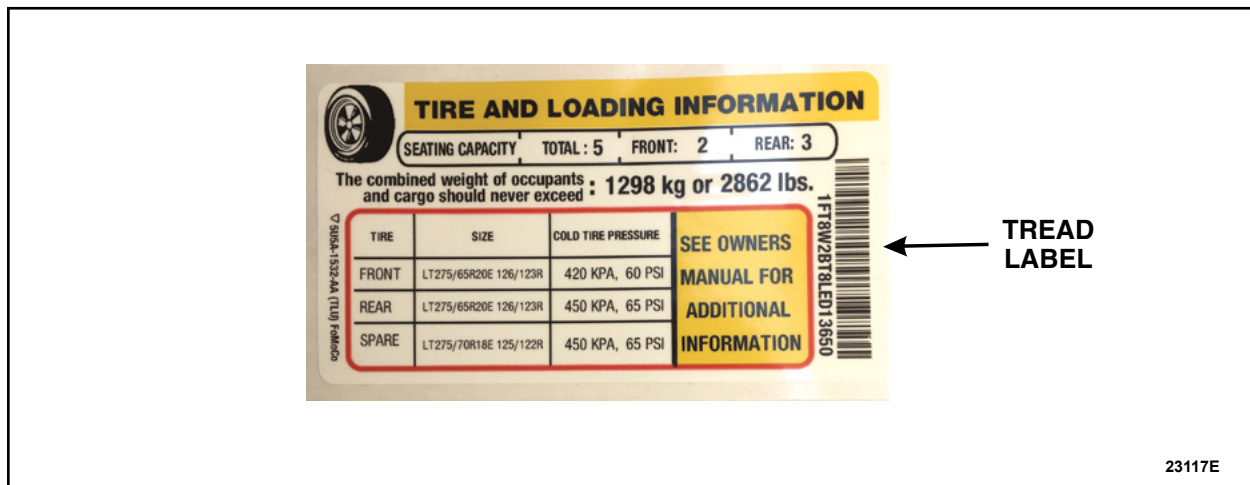 TIRE AND LOADING INFORMATION
SEATING CAPACITY TOTAL : 5 FRONT: 2 REAR: 3
The combined weight of occupants
and cargo should never exceed : 1298 kg or 2862 lbs.
TIRE SIZE COLD TIRE PRESSURE
FRONT LT275/65R20E 126/123R 420 KPA, 60 PSI
REAR LT275/65R20E 126/123R 450 KPA, 65 PSI
SPARE LT275/70R18E 125/122R 450 KPA, 65 PSI
SEE OWNERS
MANUAL FOR
ADDITIONAL
INFORMATION
5U5A-1532-AA (TLU) FoMoCo
1FT8W2BT8LED13650
TREAD
LABEL
23117E